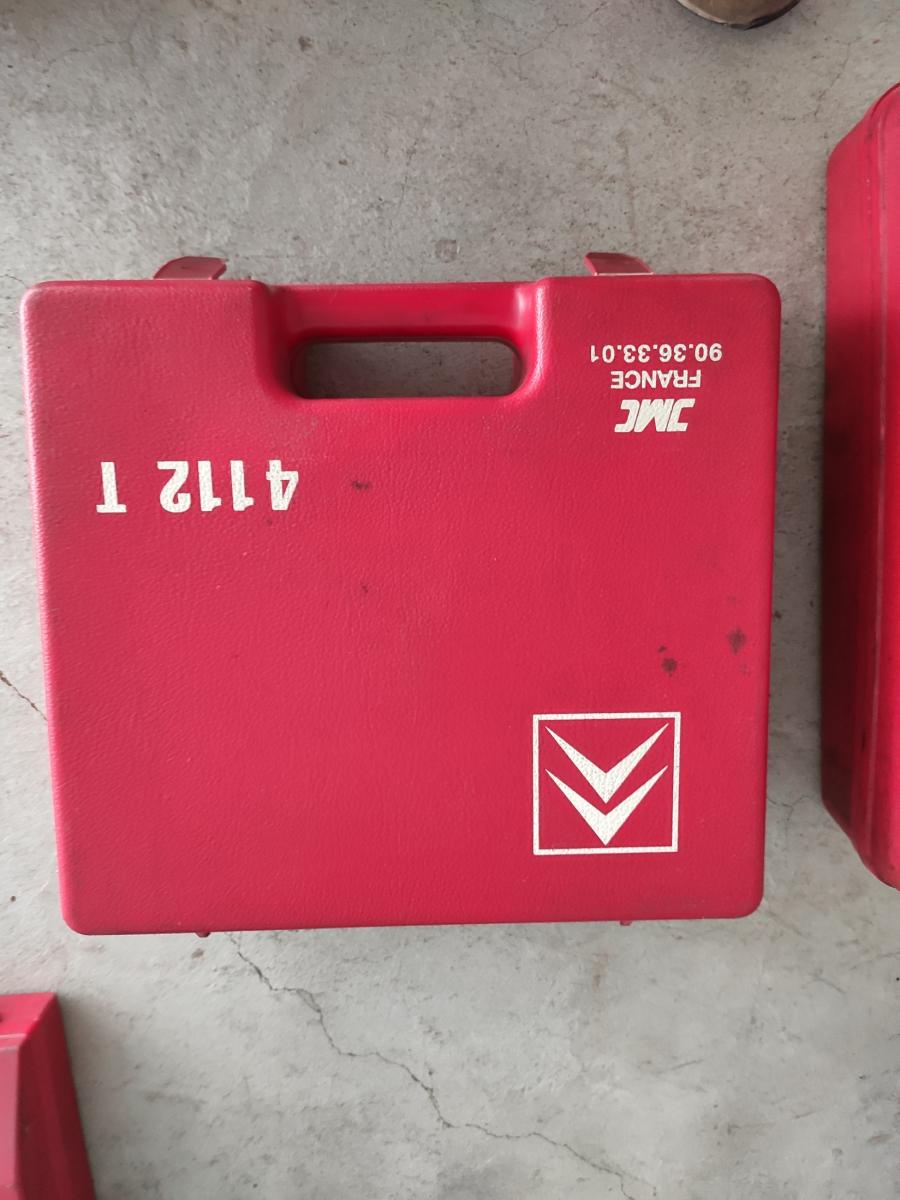 4112 T
JMC
FRANCE
90.36.33.01